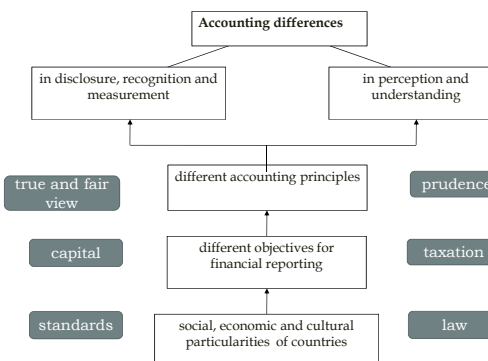 Accounting differences
in disclosure, recognition and
measurement
in perception and
understanding
different accounting principles
true and fair
view
prudence
different objectives for
financial reporting
capital
taxation
social, economic and cultural
particularities of countries
standards
law